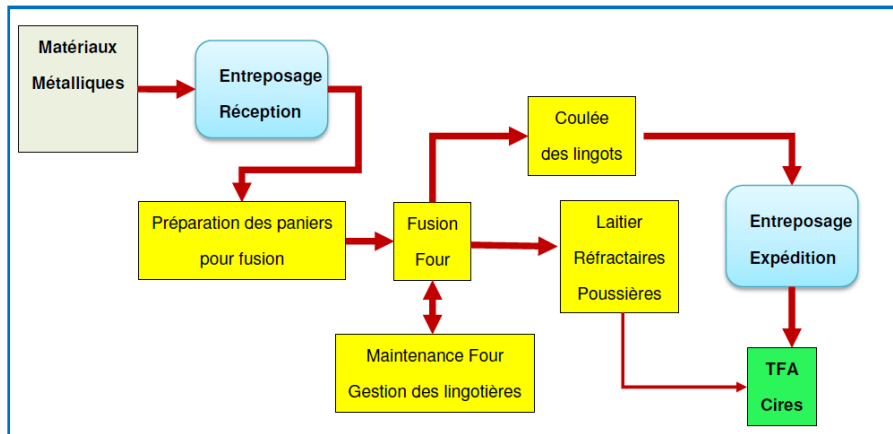 Matériaux
Métalliques
Entreposage
Réception
Coulée
des lingots
Préparation des paniers
pour fusion
Fusion
Four
Laitier
Réfractaires
Poussières
Entreposage
Expédition
Maintenance Four
Gestion des lingotières
TFA
Cires